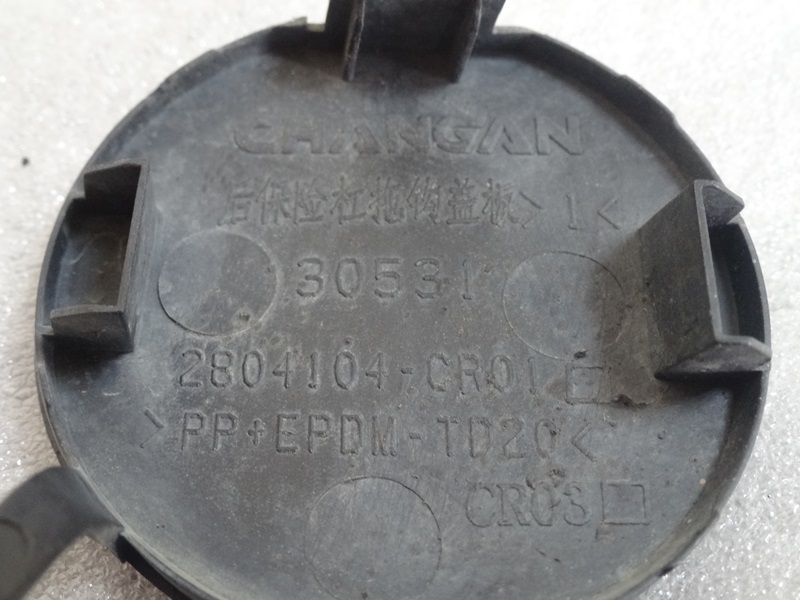 CHANGAN
后保险杠拖钩盖板>1<
30531
2804104-CR01□
>PP+EPDM-TD20<
CR03□